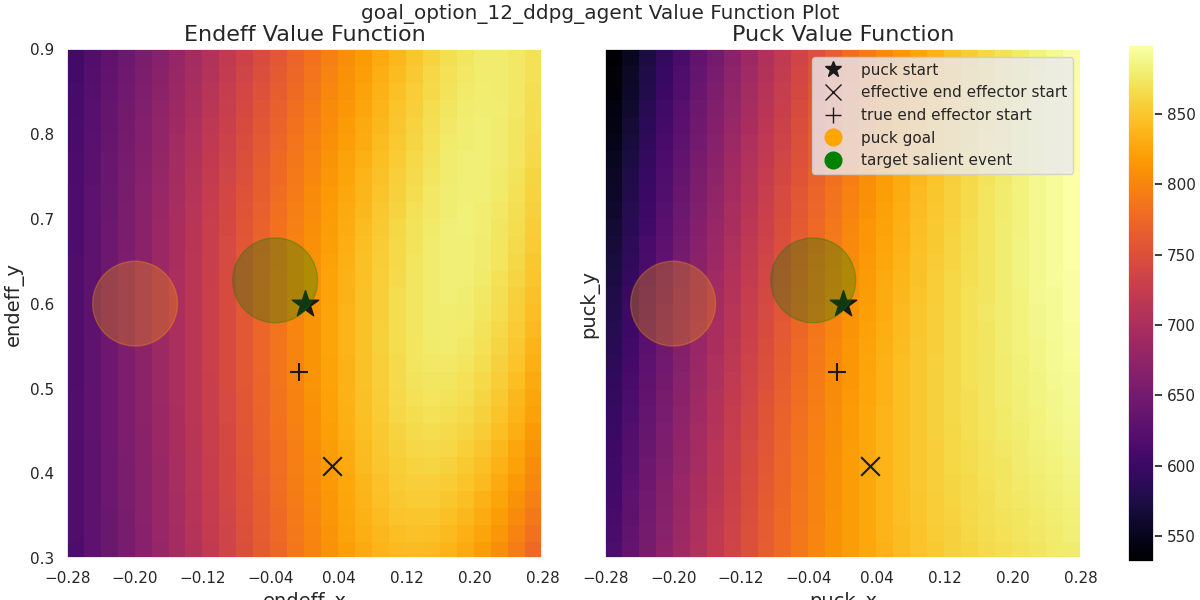 goal_option_12_ddpg_agent Value Function Plot
Endeff Value Function
Puck Value Function
0.9
0.8
0.7
0.6
0.5
0.4
0.3
endeff_y
−0.28 −0.20 −0.12 −0.04 0.04 0.12 0.20 0.28
endeff_x
puck_y
puck start
effective end effector start
true end effector start
puck goal
target salient event
−0.28 −0.20 −0.12 −0.04 0.04 0.12 0.20 0.28
puck_x
850
800
750
700
650
600
550